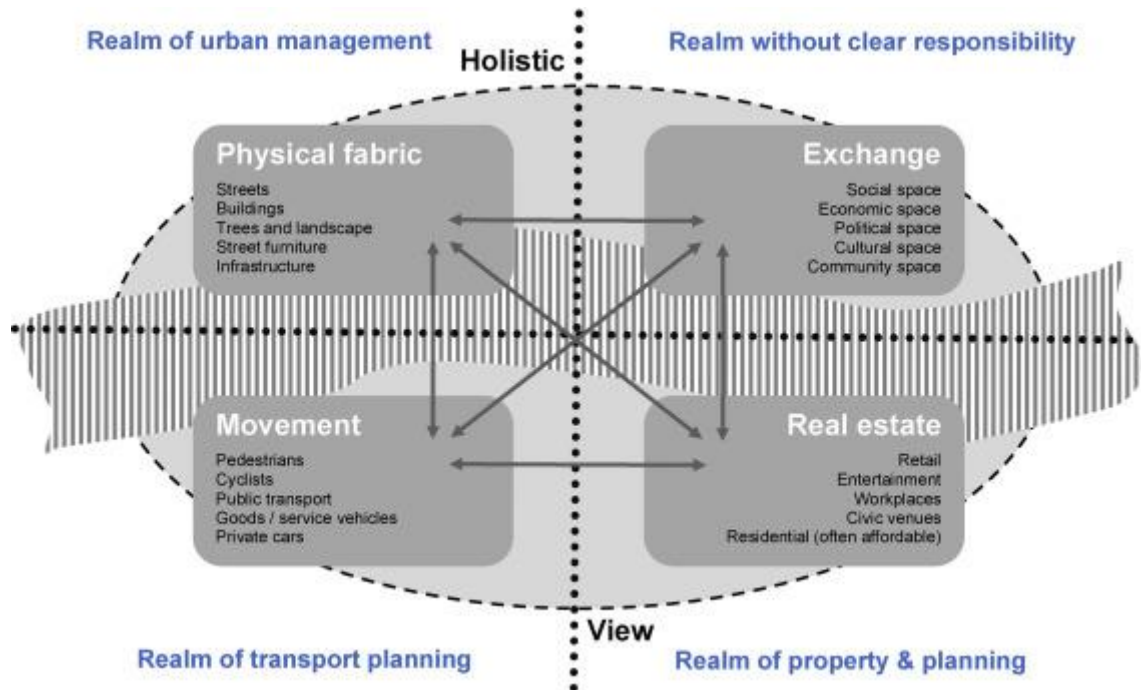 Realm of urban management
Realm without clear responsibility
Holistic
Physical fabric
Streets
Buildings
Trees and landscape
Street furniture
Infrastructure
Exchange
Social space
Economic space
Political space
Cultural space
Community space
Movement
Pedestrians
Cyclists
Public transport
Goods / service vehicles
Private cars
Real estate
Retail
Entertainment
Workplaces
Civic venues
Residential (often affordable)
View
Realm of transport planning
Realm of property & planning